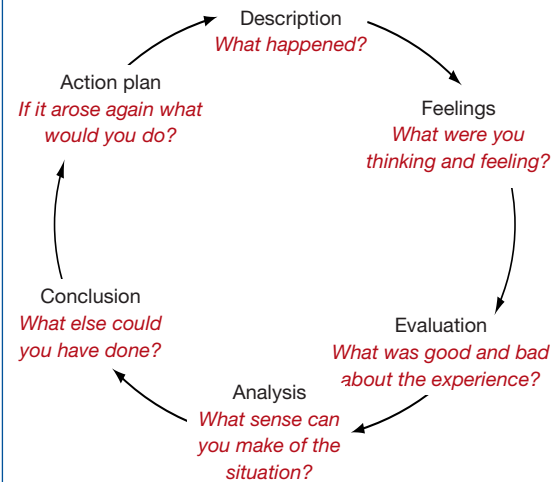 Description
What happened?
Feelings
What were you
thinking and feeling?
Evaluation
What was good and bad
about the experience?
Analysis
What sense can
you make of the
situation?
Conclusion
What else could
you have done?
Action plan
If it arose again what
would you do?